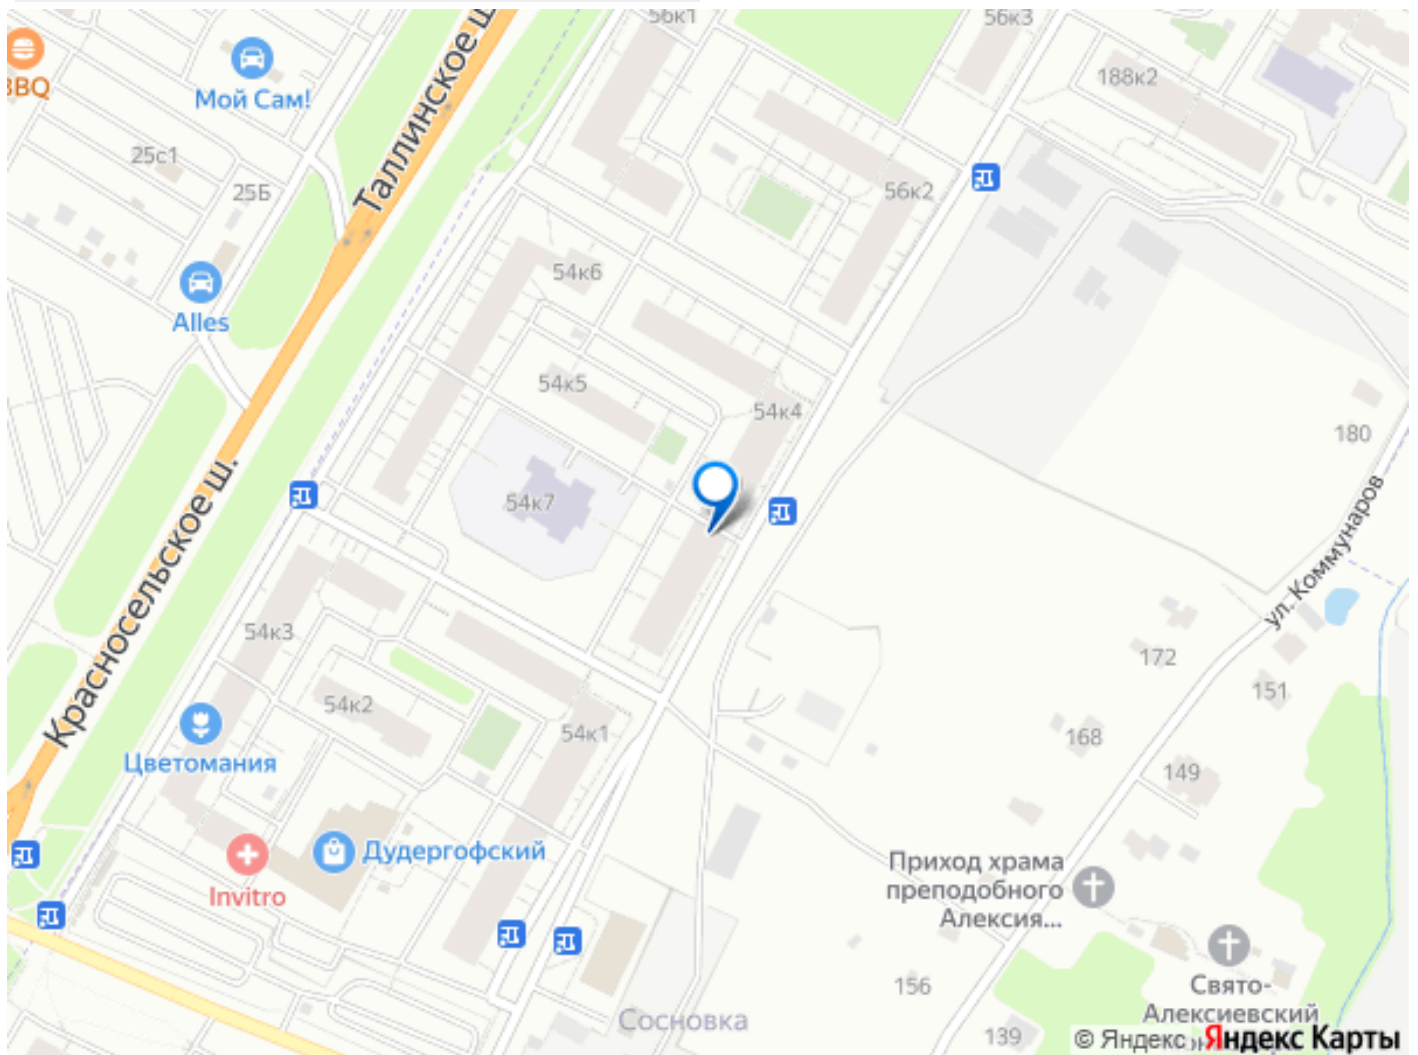 56к1
56к3
Таллинское ш.
BBQ
Мой Сам!
188к2
25с1
25Б
56к2
54к6
Alles
54к5
54к4
180
Красносельское ш.
54к7
ул. Коммунаров
54к3
172
151
54к2
54к1
168
149
Цветомания
Дудергофский
Invitro
Приход храма
преподобного
Алексия...
156
Свято-
Алексиевский
Сосновка
139
© Яндекс
Яндекс Карты